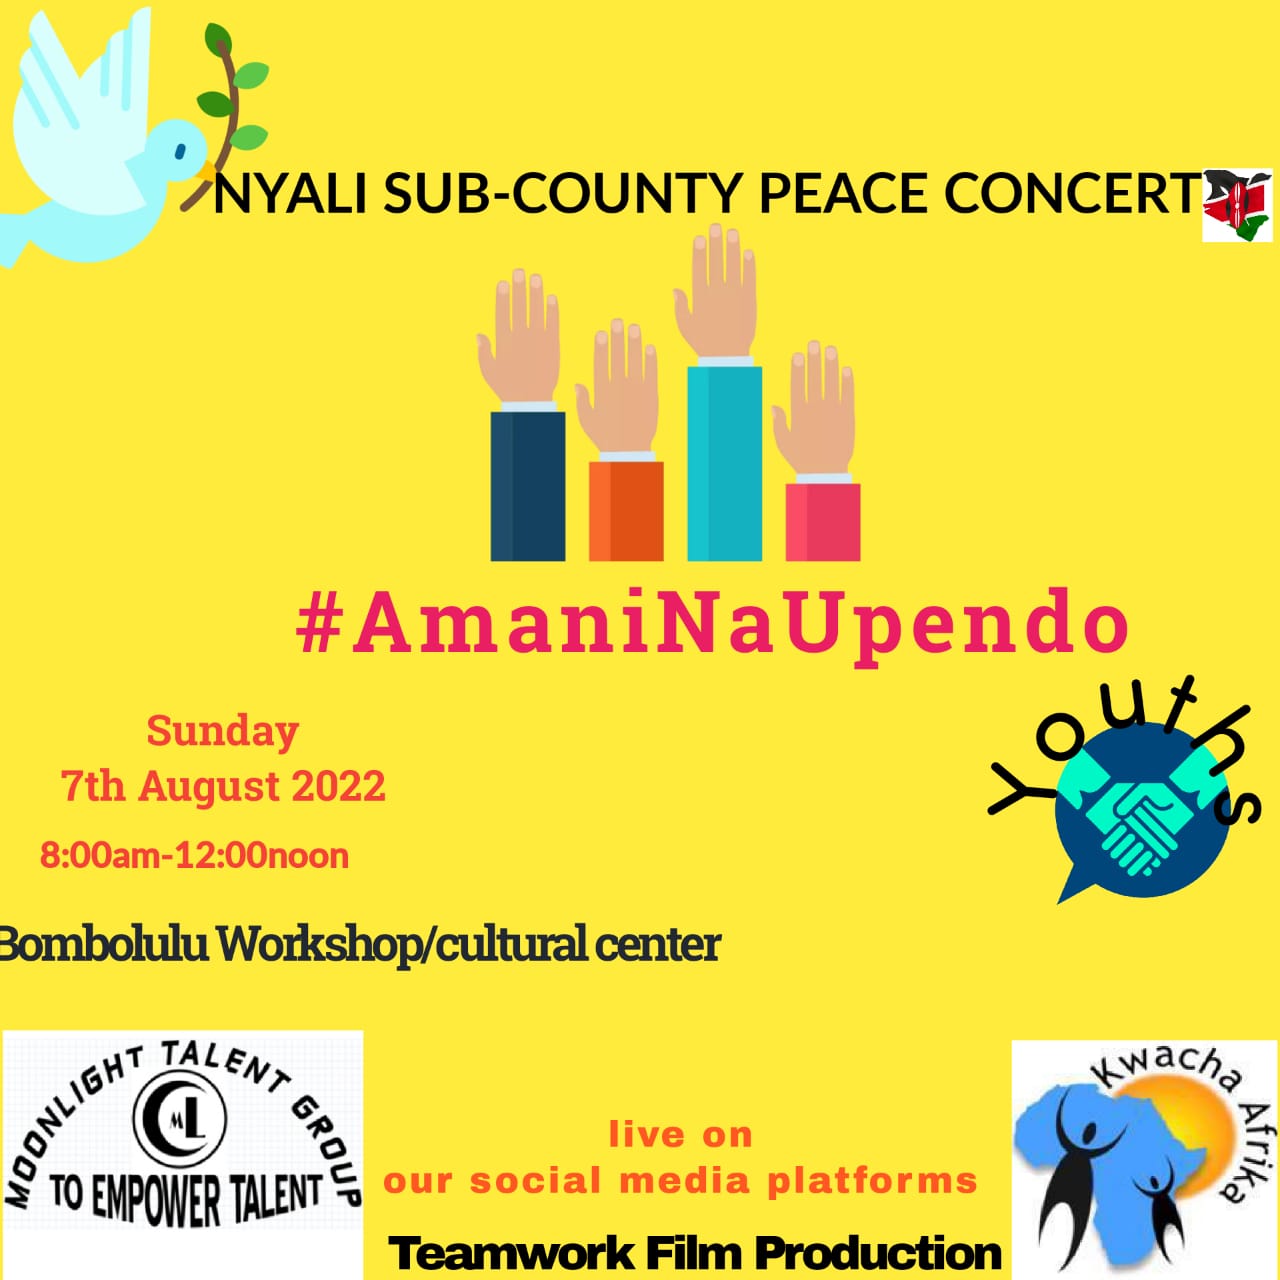 NYALI SUB-COUNTY PEACE CONCERT
#AmaniNaUpendo
Sunday
7th August 2022
8:00am-12:00noon
Youths
Bombolulu Workshop/cultural center
MOONLIGHT TALENT GROUP
ML
TO EMPOWER TALENT
live on
our social media platforms
Teamwork Film Production
Kwacha Afrika